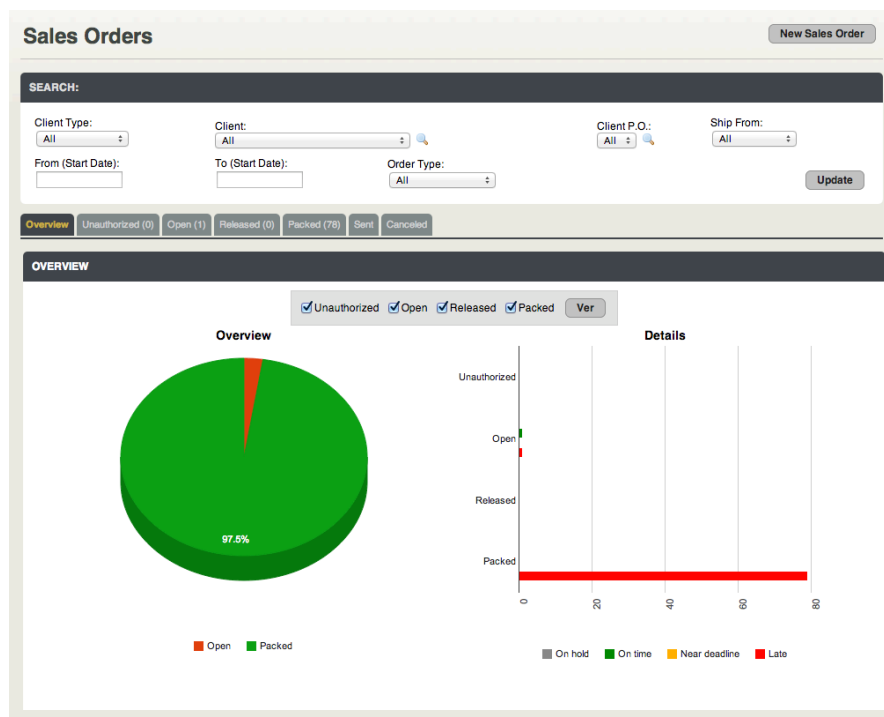 Sales Orders
New Sales Order
SEARCH:
Client Type:
Client:
Client P.O.:
Ship From:
All
All
All
All
From (Start Date):
To (Start Date):
Order Type:
All
Update
Overview
Unauthorized (0)
Open (1)
Released (0)
Packed (78)
Sent
Canceled
OVERVIEW
Unauthorized
Open
Released
Packed
Ver
Overview
97.5%
Open
Packed
Details
Unauthorized
Open
Released
Packed
0
20
40
60
80
On hold
On time
Near deadline
Late